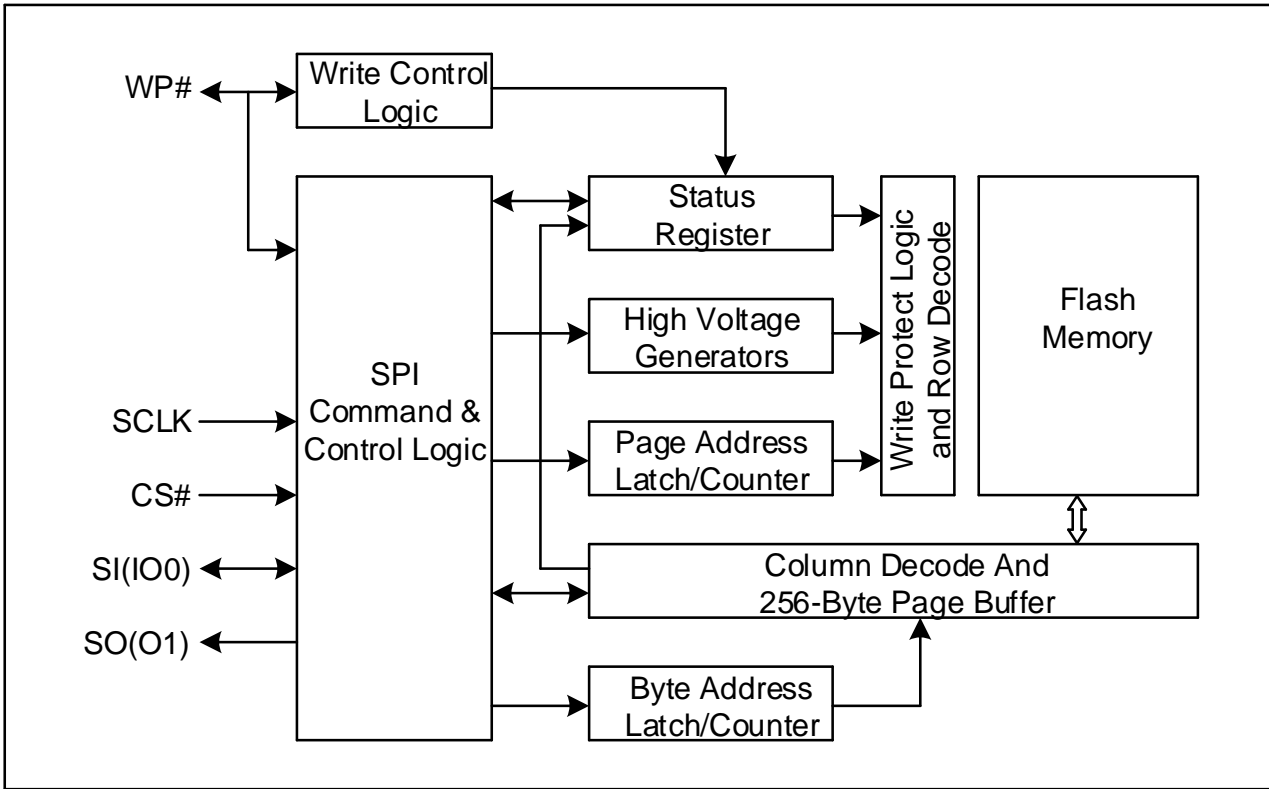 WP#
Write Control
Logic
SPI
Command &
Control Logic
SCLK
CS#
SI(IO0)
SO(O1)
Status
Register
High Voltage
Generators
Page Address
Latch/Counter
Write Protect Logic
and Row Decode
Flash
Memory
Column Decode And
256-Byte Page Buffer
Byte Address
Latch/Counter